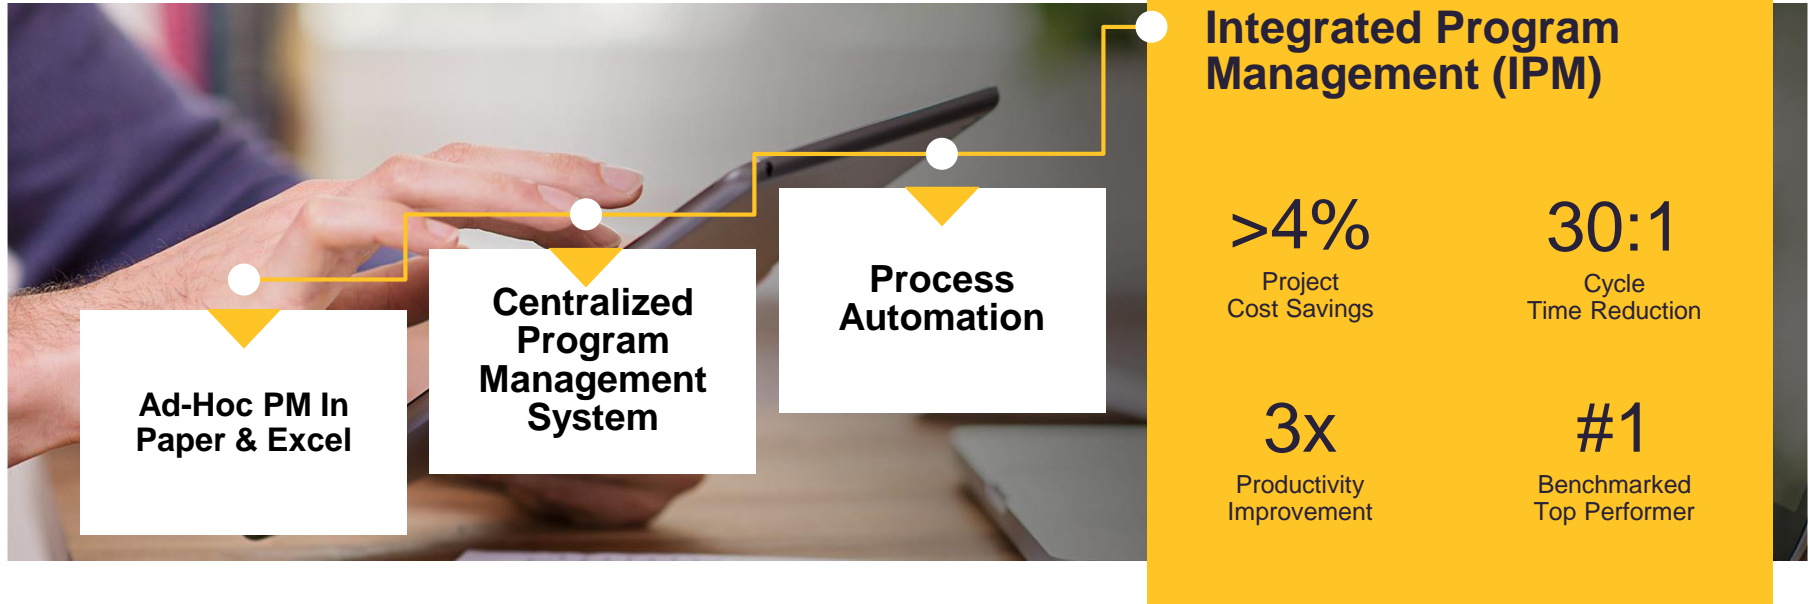 Integrated Program
Management (IPM)
>4%
Project
Cost Savings
30:1
Cycle
Time Reduction
3x
Productivity
Improvement
#1
Benchmarked
Top Performer
Process
Automation
Centralized
Program
Management
System
Ad-Hoc PM In
Paper & Excel